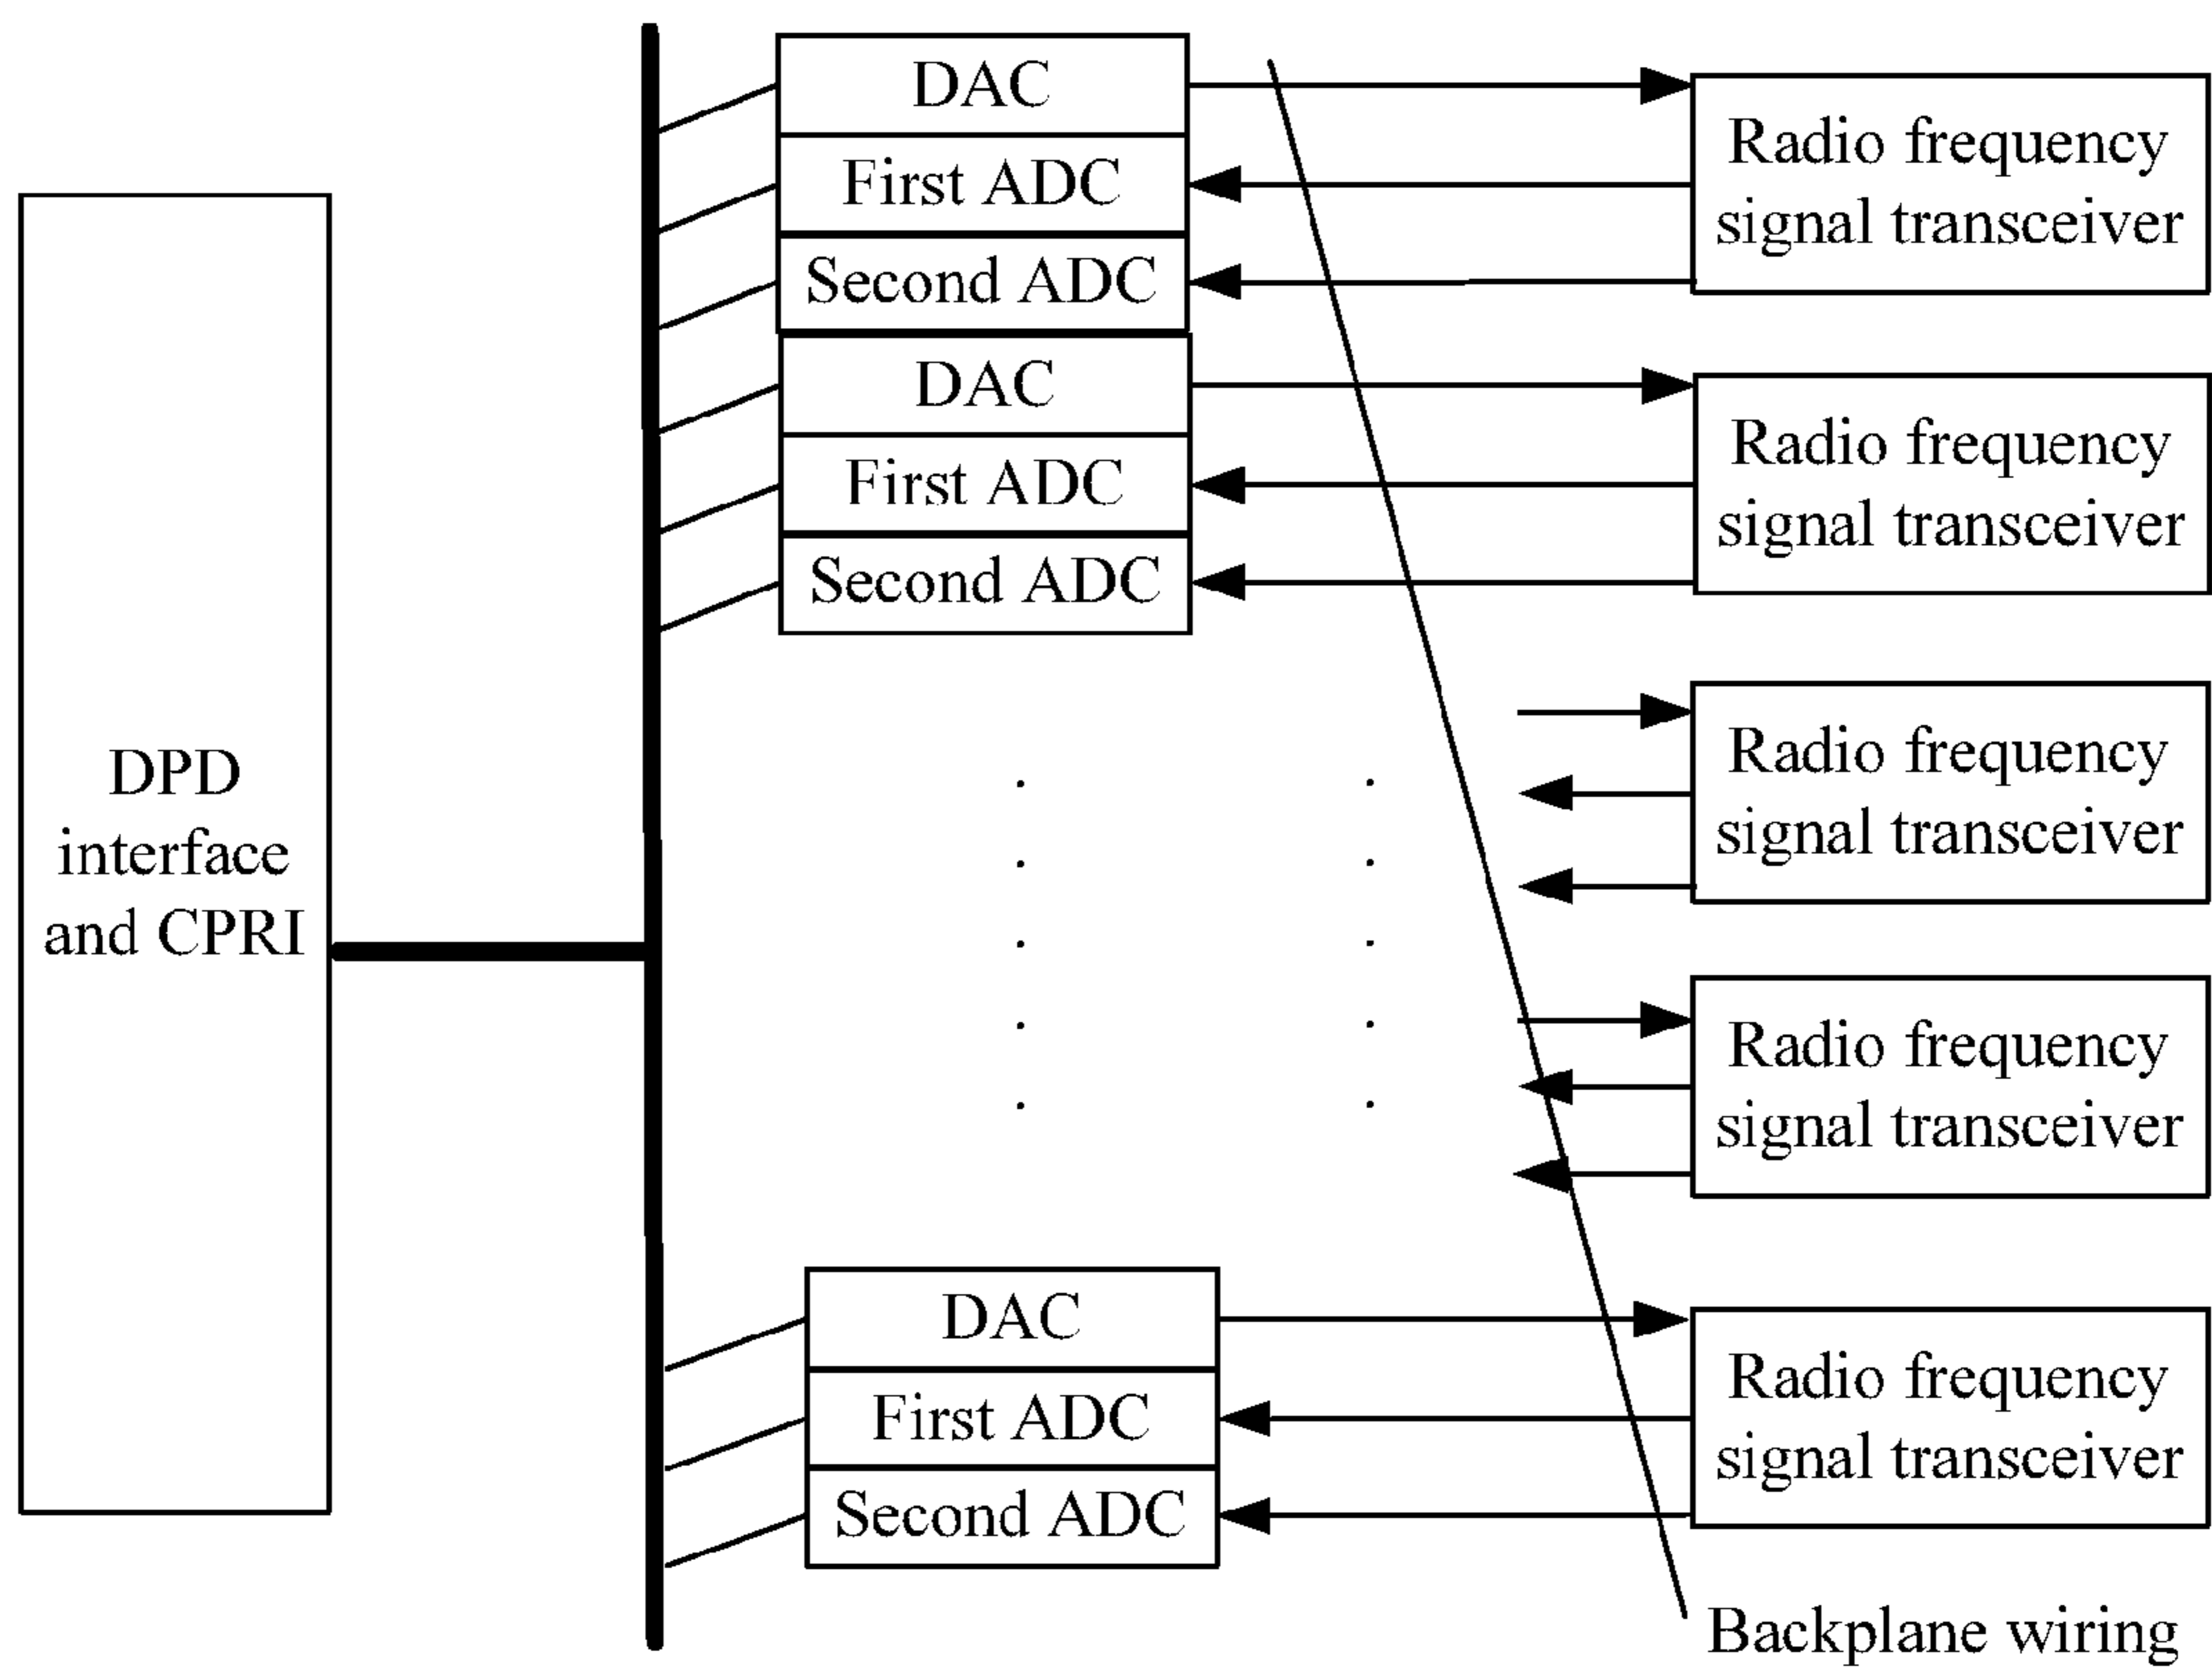 DPD
interface
and CPRI
DAC
First ADC
Second ADC
DAC
First ADC
Second ADC
DAC
First ADC
Second ADC
Radio frequency
signal transceiver
Radio frequency
signal transceiver
Radio frequency
signal transceiver
Radio frequency
signal transceiver
Radio frequency
signal transceiver
Backplane wiring